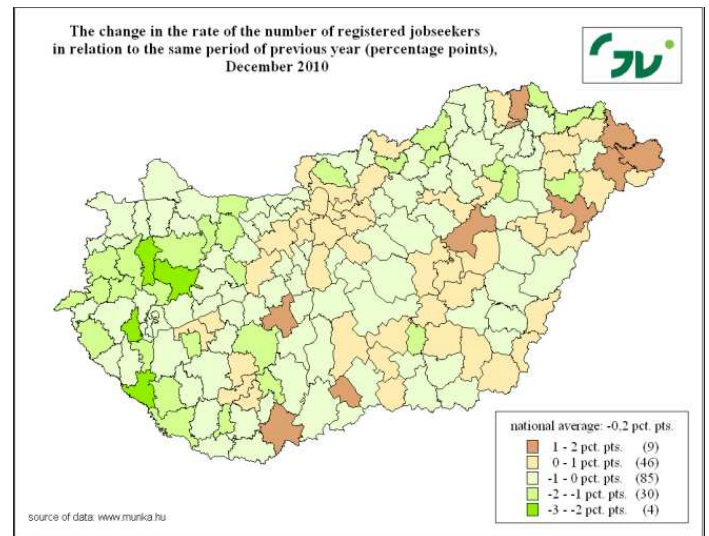 The change in the rate of the number of registered jobseekers
in relation to the same period of previous year (percentage points),
December 2010
national average: -0,2 pct. pts.
1 - 2 pct. pts. (9)
0 - 1 pct. pts. (46)
-1 - 0 pct. pts. (85)
-2 - -1 pct. pts. (30)
-3 - -2 pct. pts. (4)
source of data: www.munka.hu